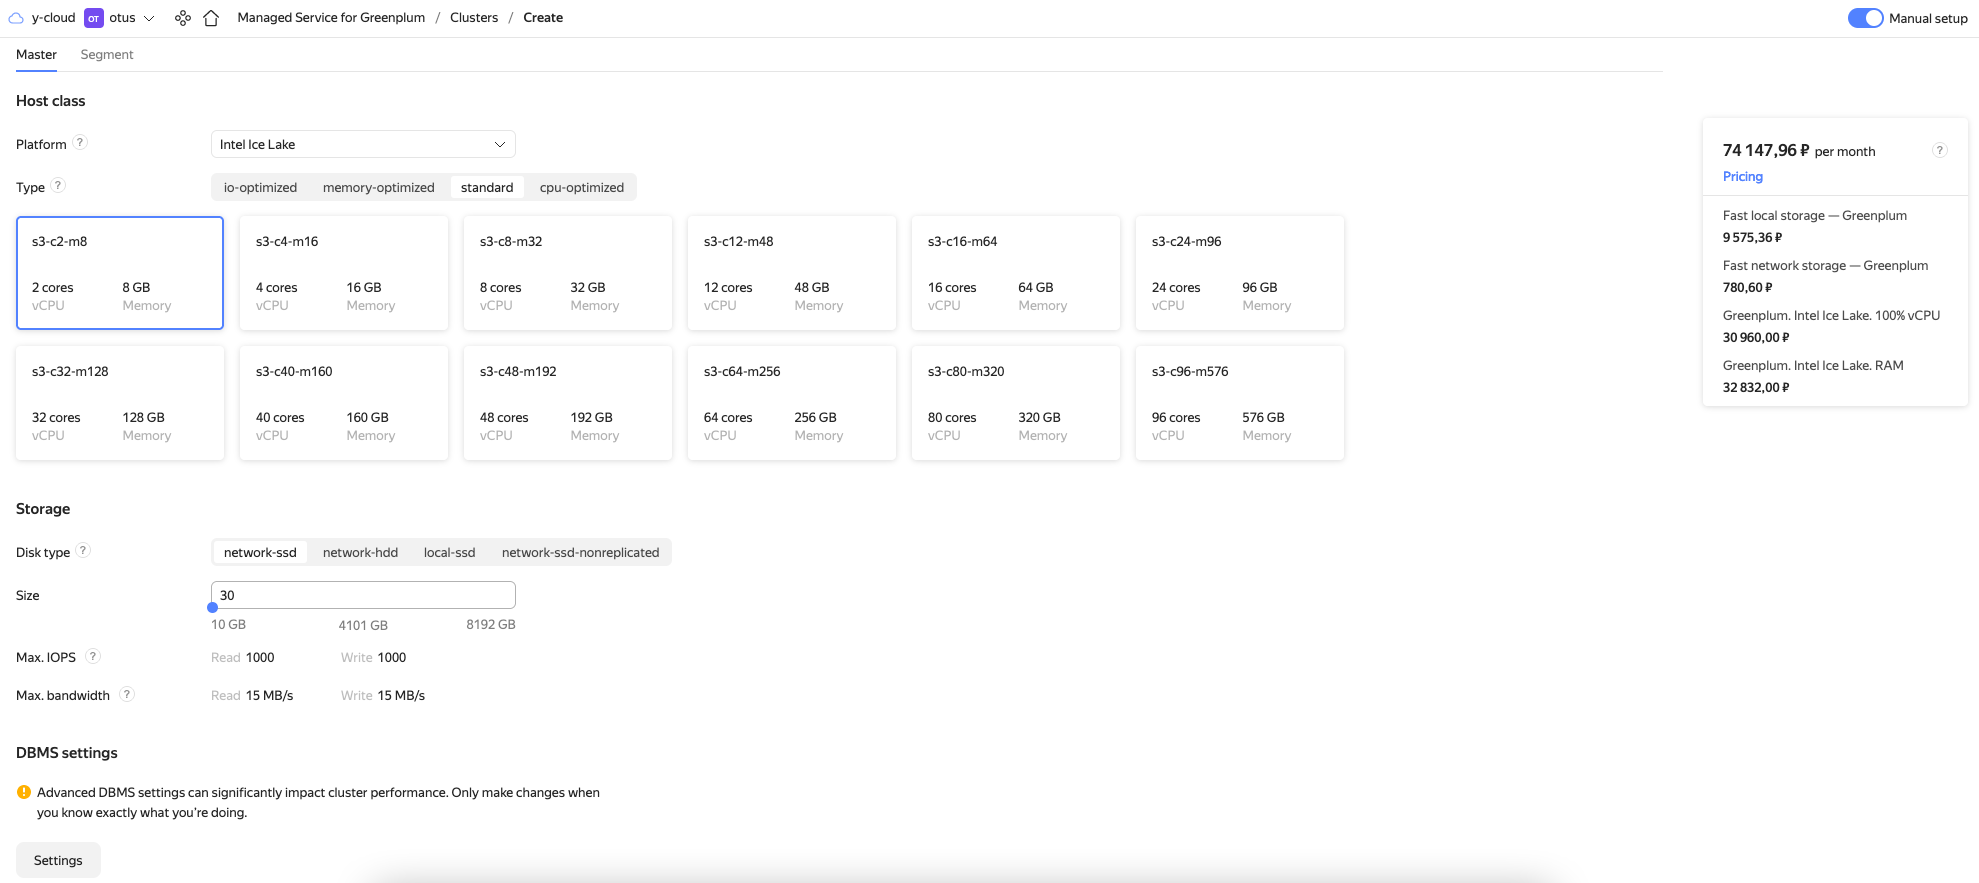 y-cloud OT otus Managed Service for Greenplum / Clusters / Create Manual setup
Master Segment
Host class
Platform ? Intel Ice Lake
Type ? io-optimized memory-optimized standard cpu-optimized
s3-c2-m8 s3-c4-m16 s3-c8-m32 s3-c12-m48 s3-c16-m64 s3-c24-m96
2 cores 8 GB 4 cores 16 GB 8 cores 32 GB 12 cores 48 GB 16 cores 64 GB 24 cores 96 GB
vCPU Memory vCPU Memory vCPU Memory vCPU Memory vCPU Memory vCPU Memory
s3-c32-m128 s3-c40-m160 s3-c48-m192 s3-c64-m256 s3-c80-m320 s3-c96-m576
32 cores 128 GB 40 cores 160 GB 48 cores 192 GB 64 cores 256 GB 80 cores 320 GB 96 cores 576 GB
vCPU Memory vCPU Memory vCPU Memory vCPU Memory vCPU Memory vCPU Memory
Storage
Disk type ? network-ssd network-hdd local-ssd network-ssd-nonreplicated
Size 30
10 GB 4101 GB 8192 GB
Max. IOPS ? Read 1000 Write 1000
Max. bandwidth ? Read 15 MB/s Write 15 MB/s
DBMS settings
! Advanced DBMS settings can significantly impact cluster performance. Only make changes when
you know exactly what you're doing.
Settings
74 147,96 ₽ per month ?
Pricing
Fast local storage — Greenplum
9 575,36 ₽
Fast network storage — Greenplum
780,60 ₽
Greenplum. Intel Ice Lake. 100% vCPU
30 960,00 ₽
Greenplum. Intel Ice Lake. RAM
32 832,00 ₽